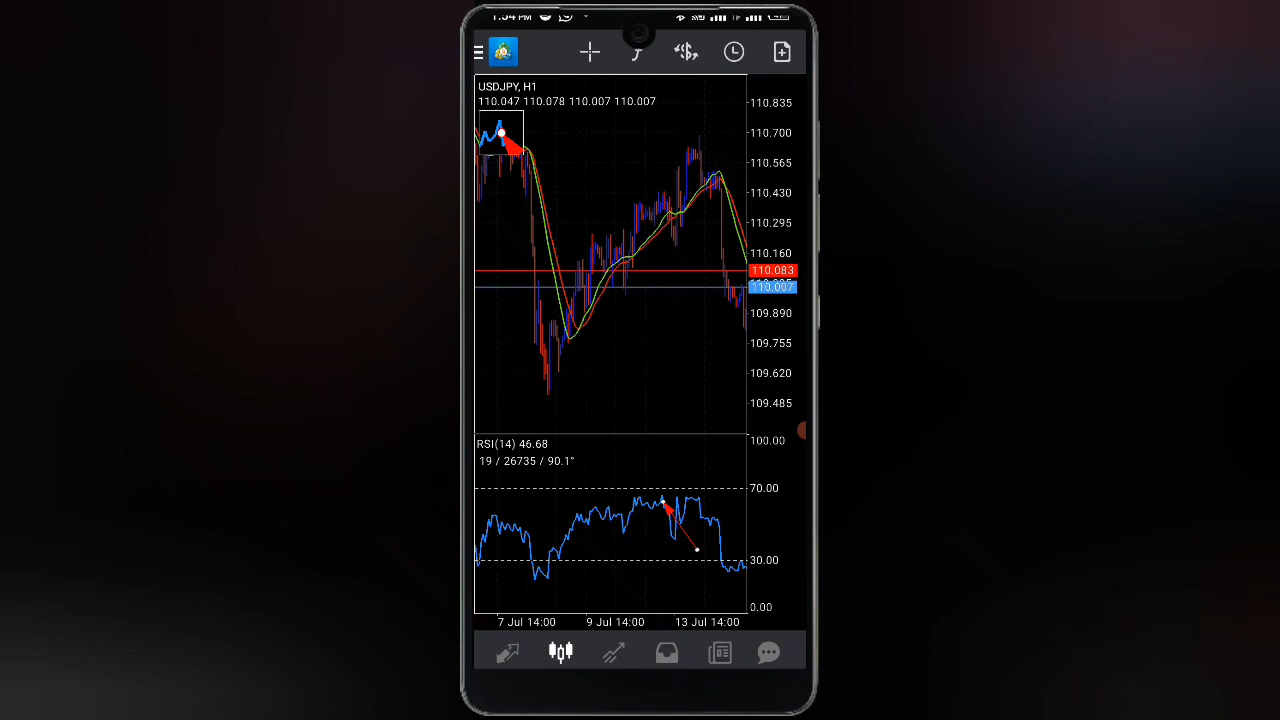 1:54 PM
USDJPY, H1
110.047 110.078 110.007 110.007
110.835
110.700
110.565
110.430
110.295
110.160
110.083
110.007
109.890
109.755
109.620
109.485
RSI(14) 46.68
19 / 26735 / 90.1°
100.00
70.00
30.00
0.00
7 Jul 14:00 9 Jul 14:00 13 Jul 14:00